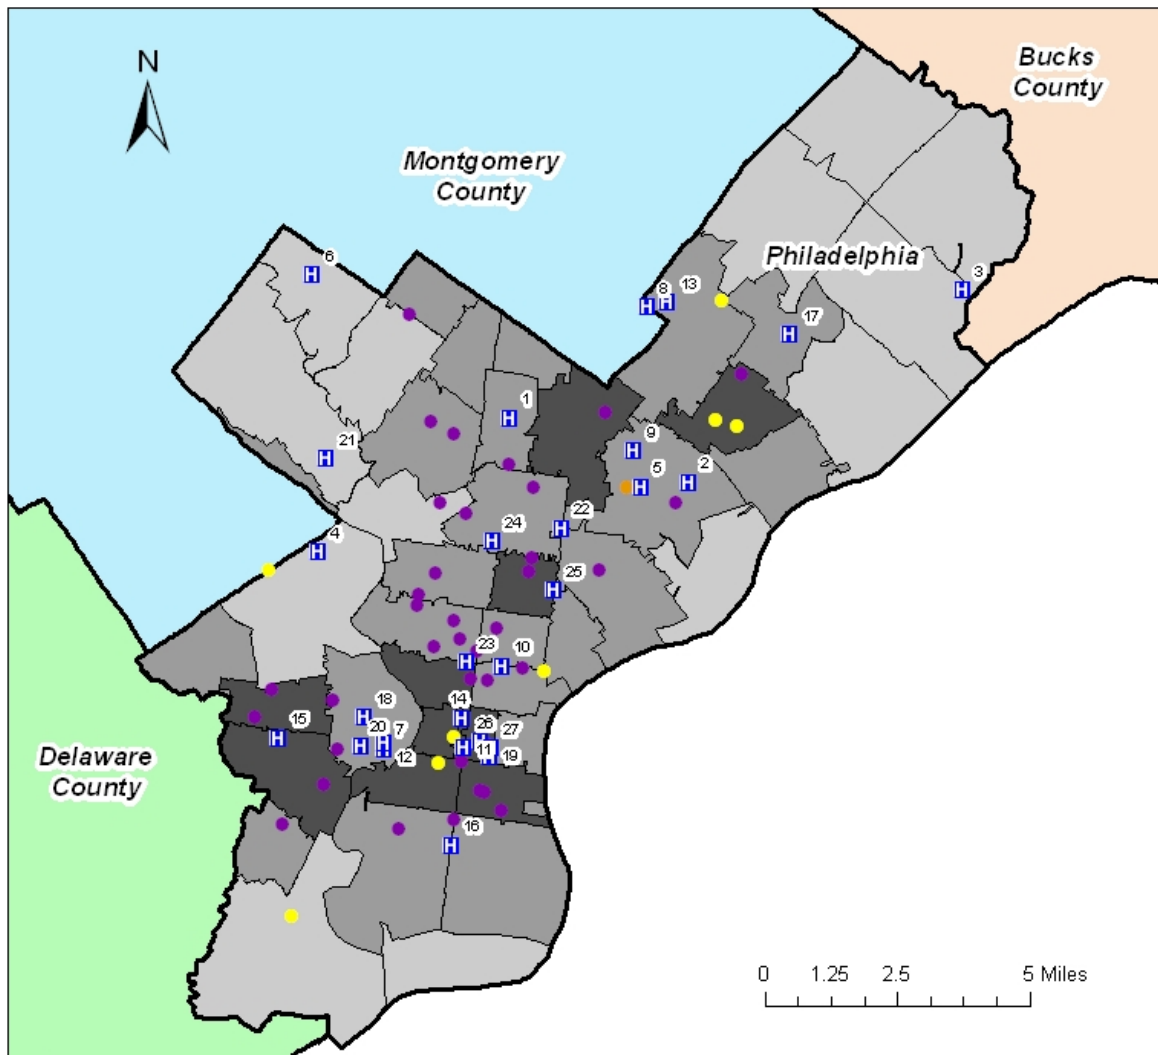 Bucks
County
N
Montgomery
County
Philadelphia
6
H
3
H
8
13
H
H
17
H
1
H
21
H
9
H
5
H
2
H
22
H
24
H
4
H
25
H
23
H
10
H
18
H
14
H
15
H
20
H
7
H
12
H
26
27
H
11
H
19
H
Delaware
County
16
H
0 1.25 2.5 5 Miles